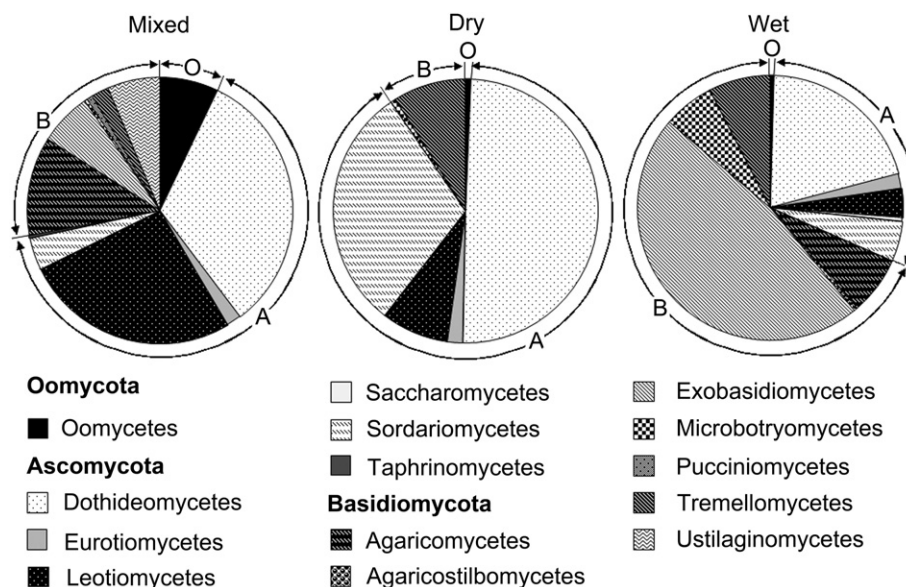 Mixed
Dry
Wet
O
B
A
O
B
A
O
A
B
Oomycota
Oomycetes
Ascomycota
Dothideomycetes
Eurotiomycetes
Leotiomycetes
Saccharomycetes
Sordariomycetes
Taphrinomycetes
Basidiomycota
Agaricomycetes
Agaricostilbomycetes
Exobasidiomycetes
Microbotryomycetes
Pucciniomycetes
Tremellomycetes
Ustilaginomycetes